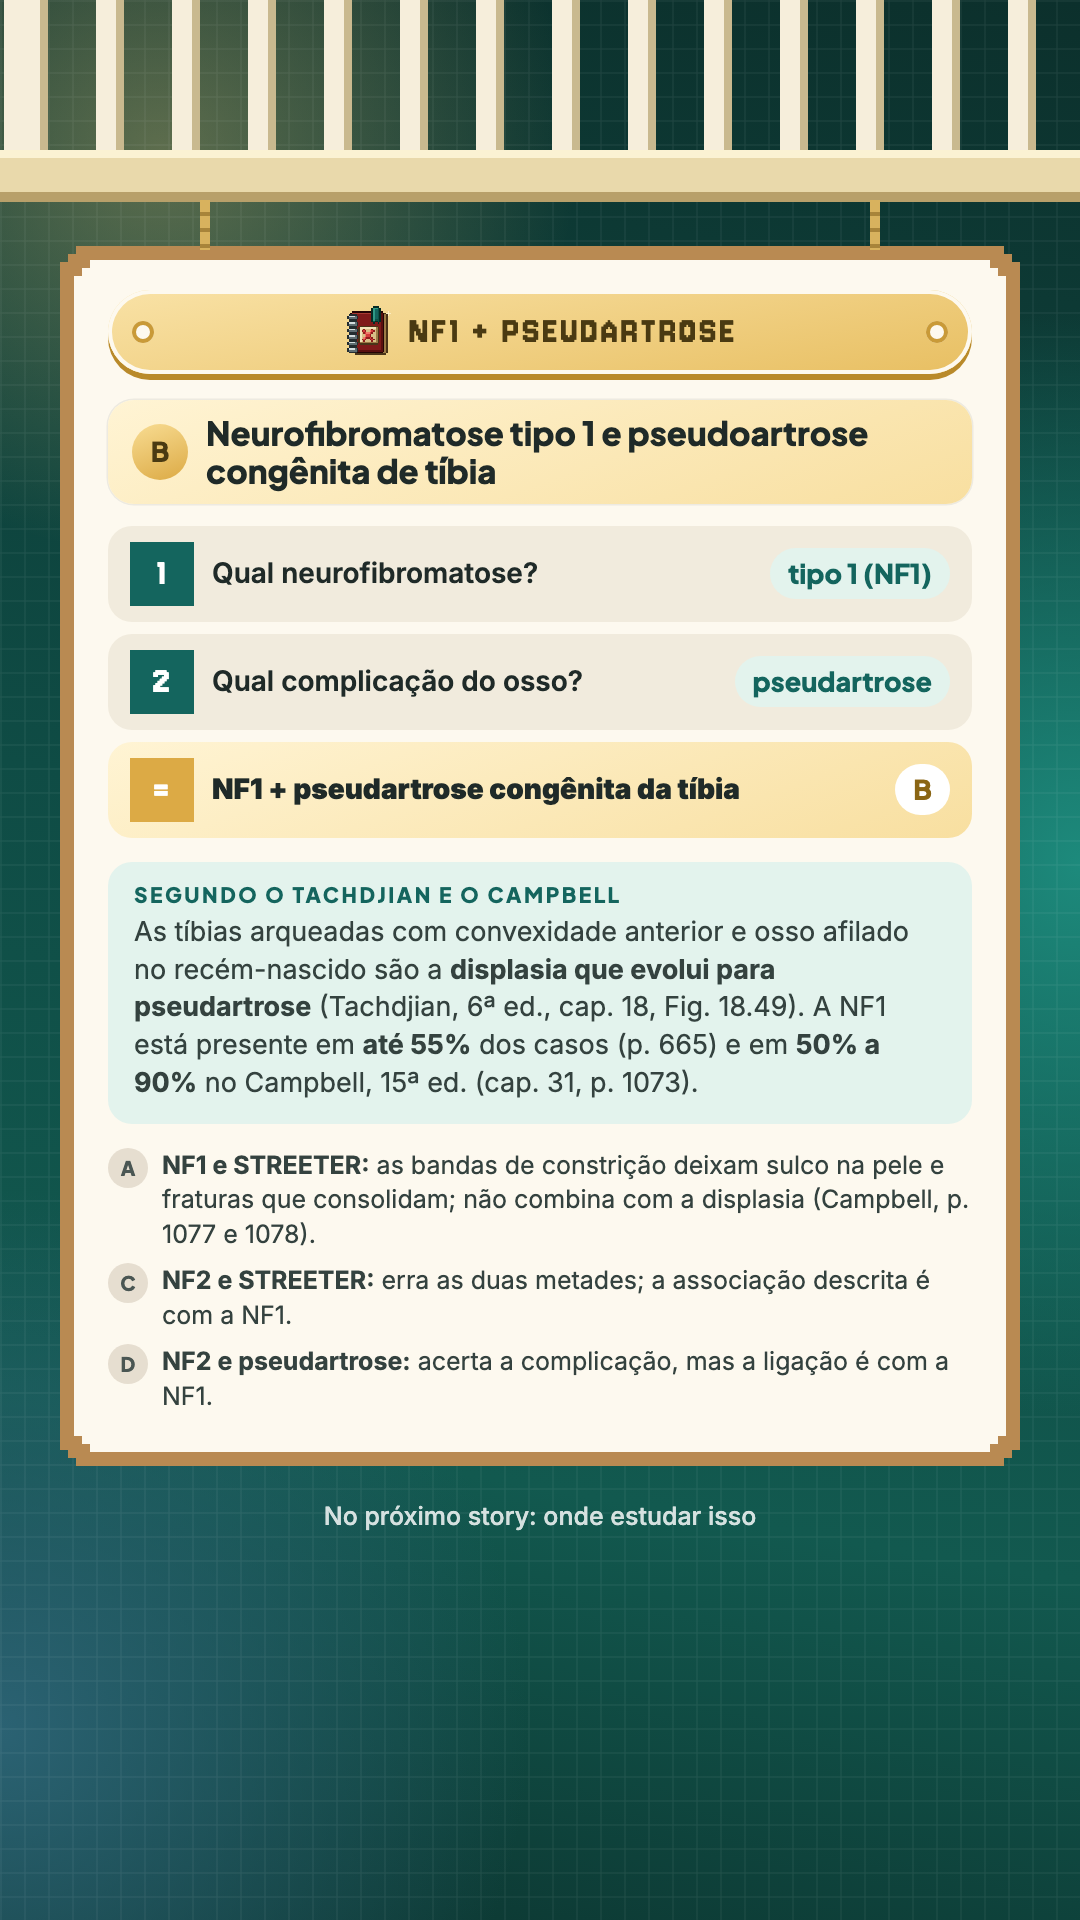 NF1 + PSEUDARTROSE
B
Neurofibromatose tipo 1 e pseudoartrose
congênita de tíbia
1 Qual neurofibromatose? tipo 1 (NF1)
2 Qual complicação do osso? pseudartrose
= NF1 + pseudartrose congênita da tíbia B
SEGUNDO O TACHDJIAN E O CAMPBELL
As tíbias arqueadas com convexidade anterior e osso afilado
no recém-nascido são a displasia que evolui para
pseudartrose (Tachdjian, 6ª ed., cap. 18, Fig. 18.49). A NF1
está presente em até 55% dos casos (p. 665) e em 50% a
90% no Campbell, 15ª ed. (cap. 31, p. 1073).
A NF1 e STREETER: as bandas de constrição deixam sulco na pele e
fraturas que consolidam; não combina com a displasia (Campbell, p.
1077 e 1078).
C NF2 e STREETER: erra as duas metades; a associação descrita é
com a NF1.
D NF2 e pseudartrose: acerta a complicação, mas a ligação é com a
NF1.
No próximo story: onde estudar isso